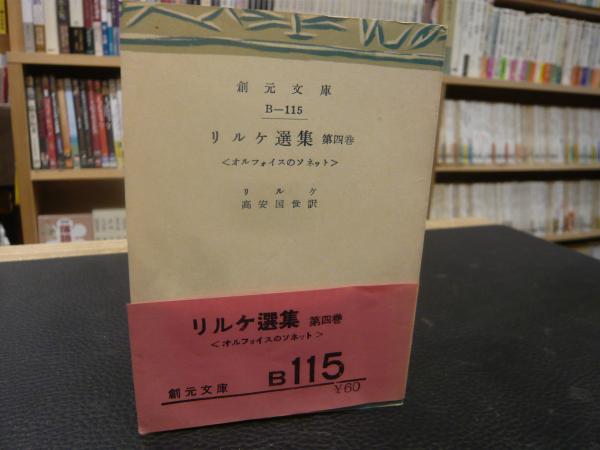 創元文庫
B—115
リルケ選集 第四巻
<オルフォイスのソネット>
リルケ
高安国世訳
リルケ選集 第四巻
<オルフォイスのソネット>
創元文庫 B115
¥60